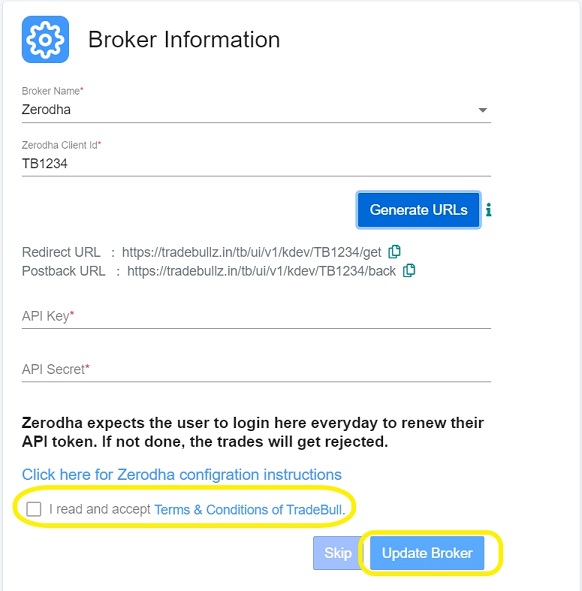 Broker Information
Broker Name*
Zerodha
Zerodha Client Id*
TB1234
Generate URLs i
Redirect URL : https://tradebullz.in/tb/ui/v1/kdev/TB1234/get
Postback URL : https://tradebullz.in/tb/ui/v1/kdev/TB1234/back
API Key*
API Secret*
Zerodha expects the user to login here everyday to renew their
API token. If not done, the trades will get rejected.
Click here for Zerodha configration instructions
I read and accept Terms & Conditions of TradeBull.
Skip Update Broker